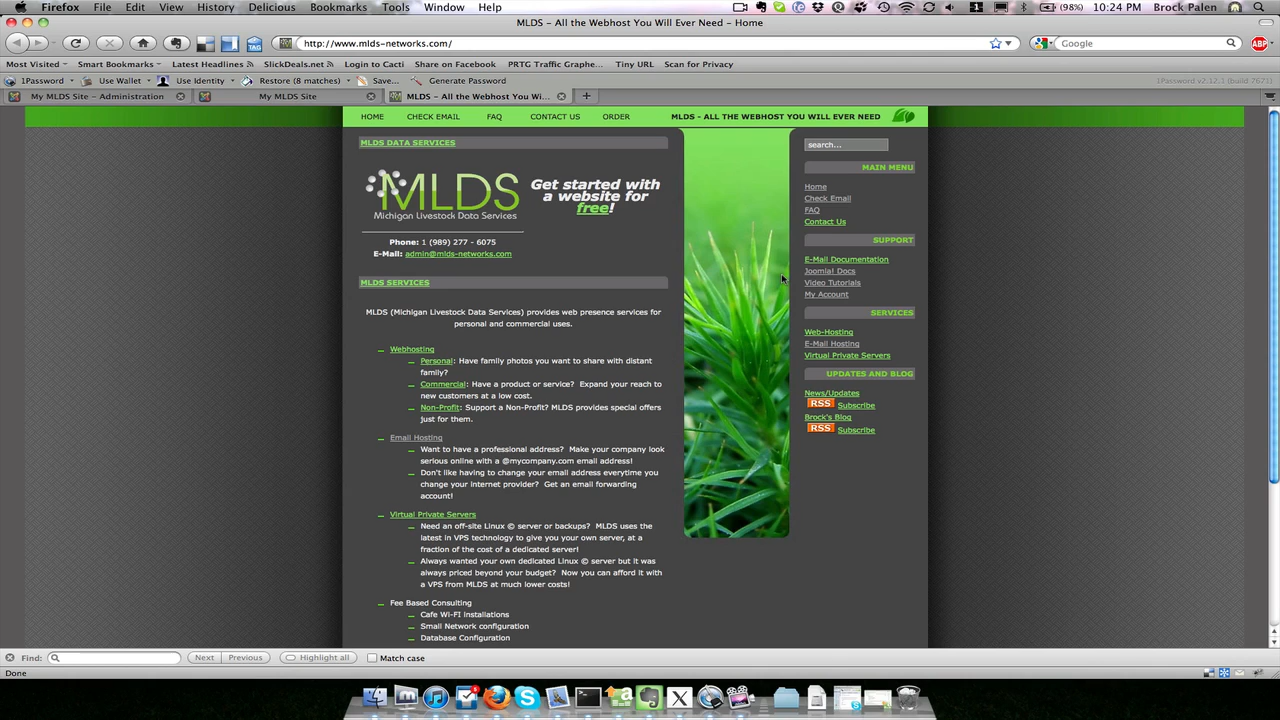 Firefox File Edit View History Delicious Bookmarks Tools Window Help
1 (98%) 10:24 PM Brock Palen
MLDS - All the Webhost You Will Ever Need - Home
http://www.mlds-networks.com/
Google
ABP
Most Visited Smart Bookmarks Latest Headlines SlickDeals.net Login to Cacti Share on Facebook PRTG Traffic Graphe... Tiny URL Scan for Privacy
1Password Use Wallet Use Identity Restore (8 matches) Save... Generate Password
1Password v2.12.1 (build 7671)
My MLDS Site - Administration My MLDS Site MLDS - All the Webhost You Wi...
HOME CHECK EMAIL FAQ CONTACT US ORDER MLDS - ALL THE WEBHOST YOU WILL EVER NEED
MLDS DATA SERVICES
MLDS
Michigan Livestock Data Services
Get started with
a website for
free!
Phone: 1 (989) 277 - 6075
E-Mail: admin@mlds-networks.com
MLDS SERVICES
MLDS (Michigan Livestock Data Services) provides web presence services for
personal and commercial uses.
Webhosting
Personal: Have family photos you want to share with distant
family?
Commercial: Have a product or service? Expand your reach to
new customers at a low cost.
Non-Profit: Support a Non-Profit? MLDS provides special offers
just for them.
Email Hosting
Want to have a professional address? Make your company look
serious online with a @mycompany.com email address!
Don't like having to change your email address everytime you
change your internet provider? Get an email forwarding
account!
Virtual Private Servers
Need an off-site Linux © server or backups? MLDS uses the
latest in VPS technology to give you your own server, at a
fraction of the cost of a dedicated server!
Always wanted your own dedicated Linux © server but it was
always priced beyond your budget? Now you can afford it with
a VPS from MLDS at much lower costs!
Fee Based Consulting
Cafe Wi-FI installations
Small Network configuration
Database Configuration
search...
MAIN MENU
Home
Check Email
FAQ
Contact Us
SUPPORT
E-Mail Documentation
Joomla! Docs
Video Tutorials
My Account
SERVICES
Web-Hosting
E-Mail Hosting
Virtual Private Servers
UPDATES AND BLOG
News/Updates
RSS Subscribe
Brock's Blog
RSS Subscribe
Find: Next Previous Highlight all Match case
Done